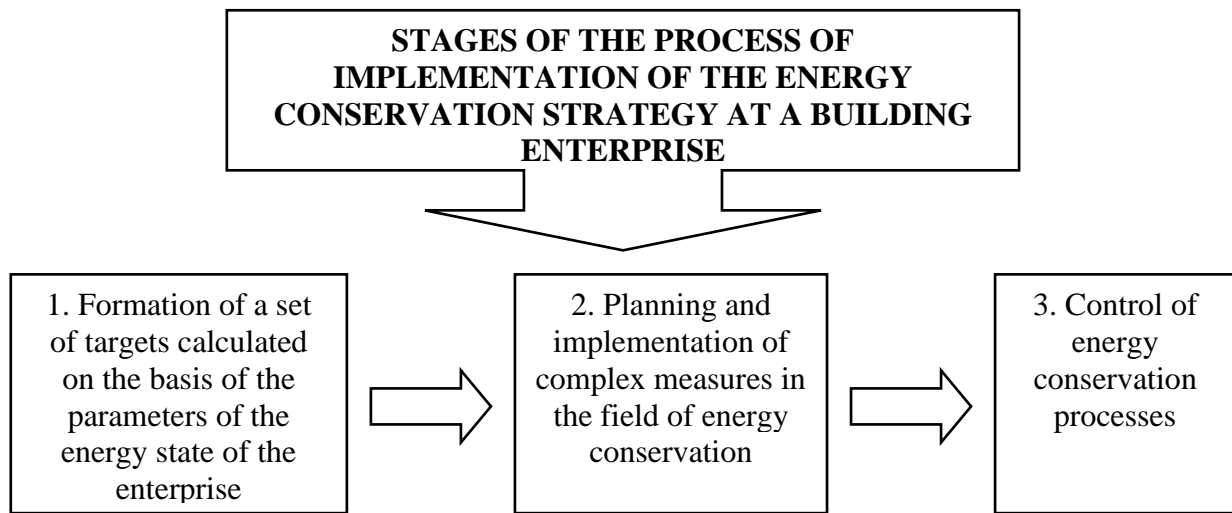 STAGES OF THE PROCESS OF
IMPLEMENTATION OF THE ENERGY
CONSERVATION STRATEGY AT A BUILDING
ENTERPRISE
1. Formation of a set
of targets calculated
on the basis of the
parameters of the
energy state of the
enterprise
2. Planning and
implementation of
complex measures in
the field of energy
conservation
3. Control of
energy
conservation
processes